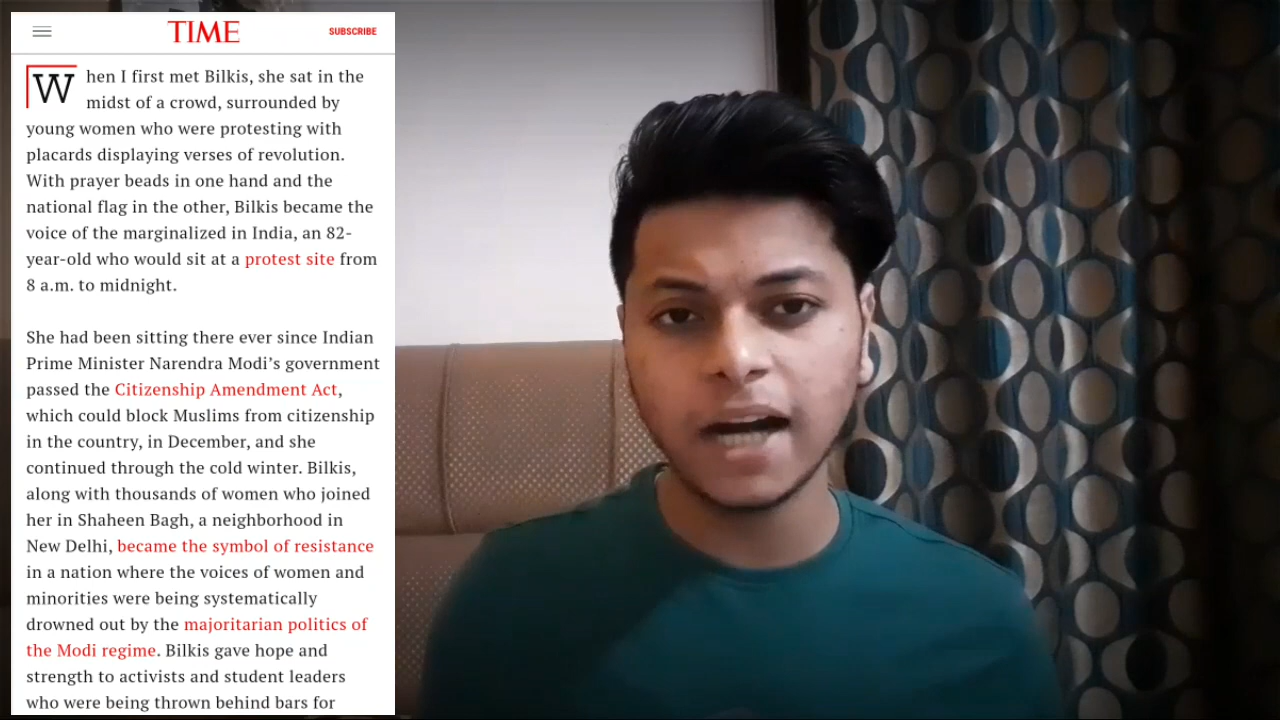 TIME
SUBSCRIBE
When I first met Bilkis, she sat in the
midst of a crowd, surrounded by
young women who were protesting with
placards displaying verses of revolution.
With prayer beads in one hand and the
national flag in the other, Bilkis became the
voice of the marginalized in India, an 82-
year-old who would sit at a protest site from
8 a.m. to midnight.
She had been sitting there ever since Indian
Prime Minister Narendra Modi’s government
passed the Citizenship Amendment Act,
which could block Muslims from citizenship
in the country, in December, and she
continued through the cold winter. Bilkis,
along with thousands of women who joined
her in Shaheen Bagh, a neighborhood in
New Delhi, became the symbol of resistance
in a nation where the voices of women and
minorities were being systematically
drowned out by the majoritarian politics of
the Modi regime. Bilkis gave hope and
strength to activists and student leaders
who were being thrown behind bars for